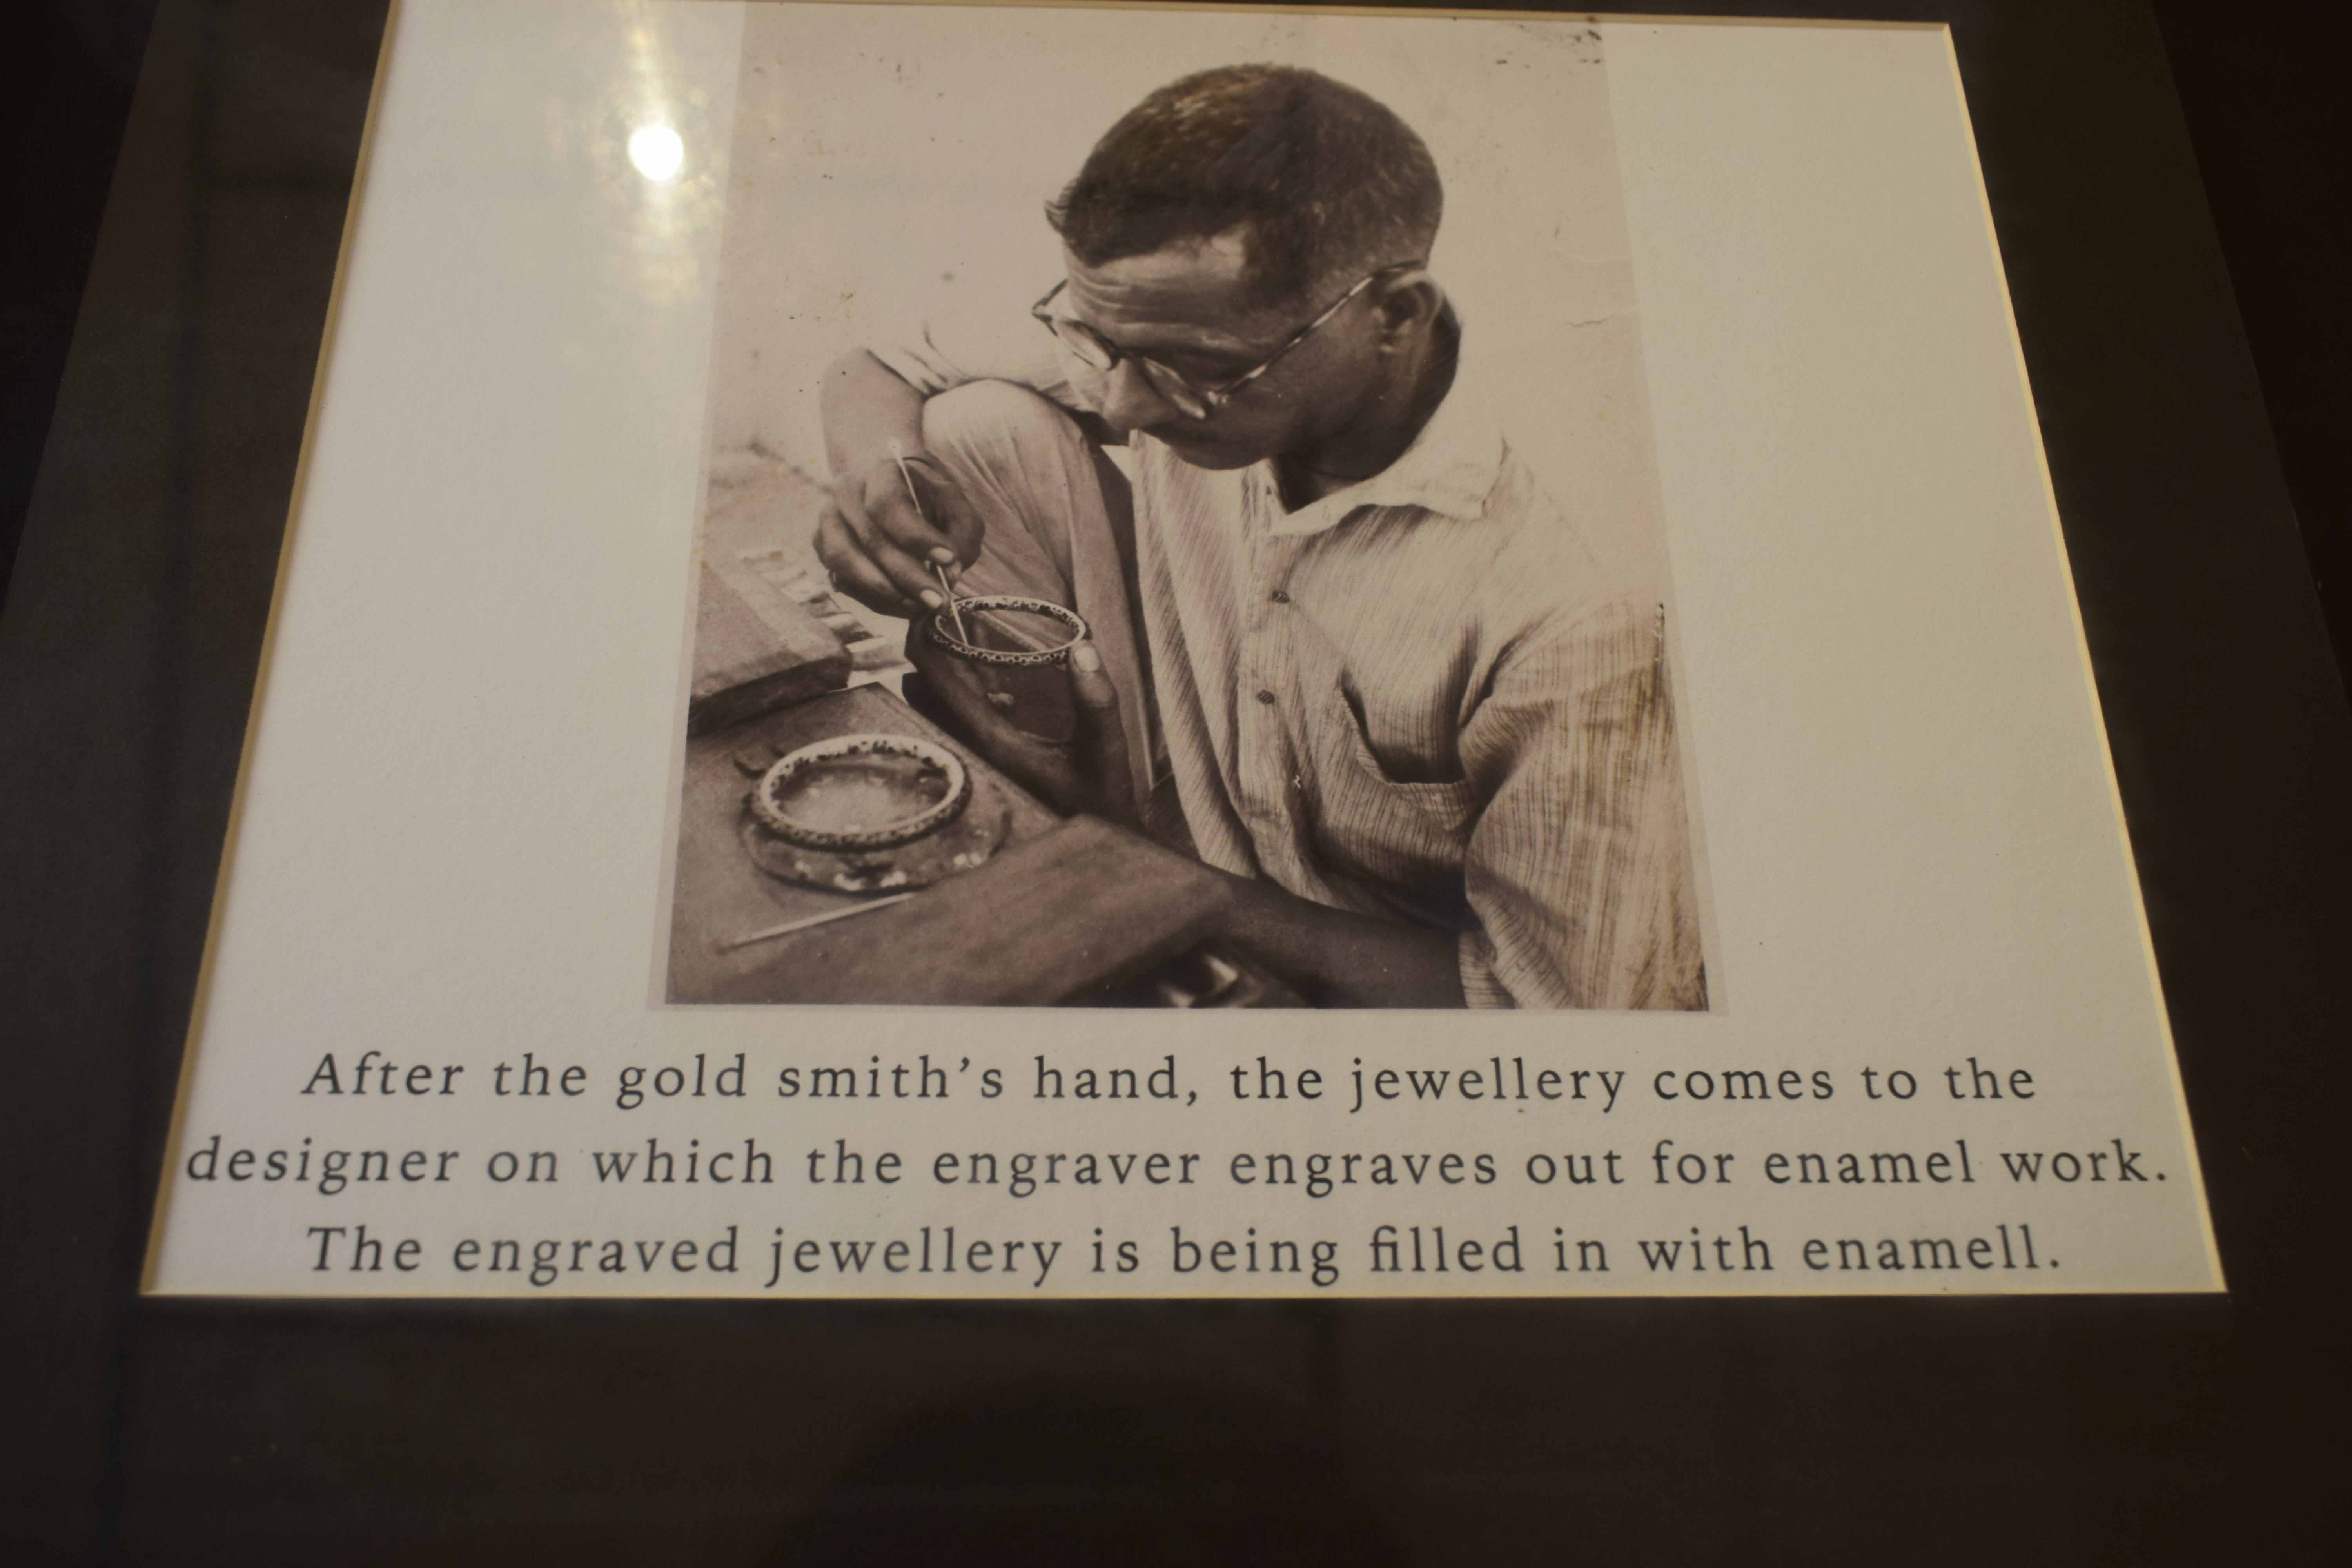 After the gold smith's hand, the jewellery comes to the
designer on which the engraver engraves out for enamel work.
The engraved jewellery is being filled in with enamell.